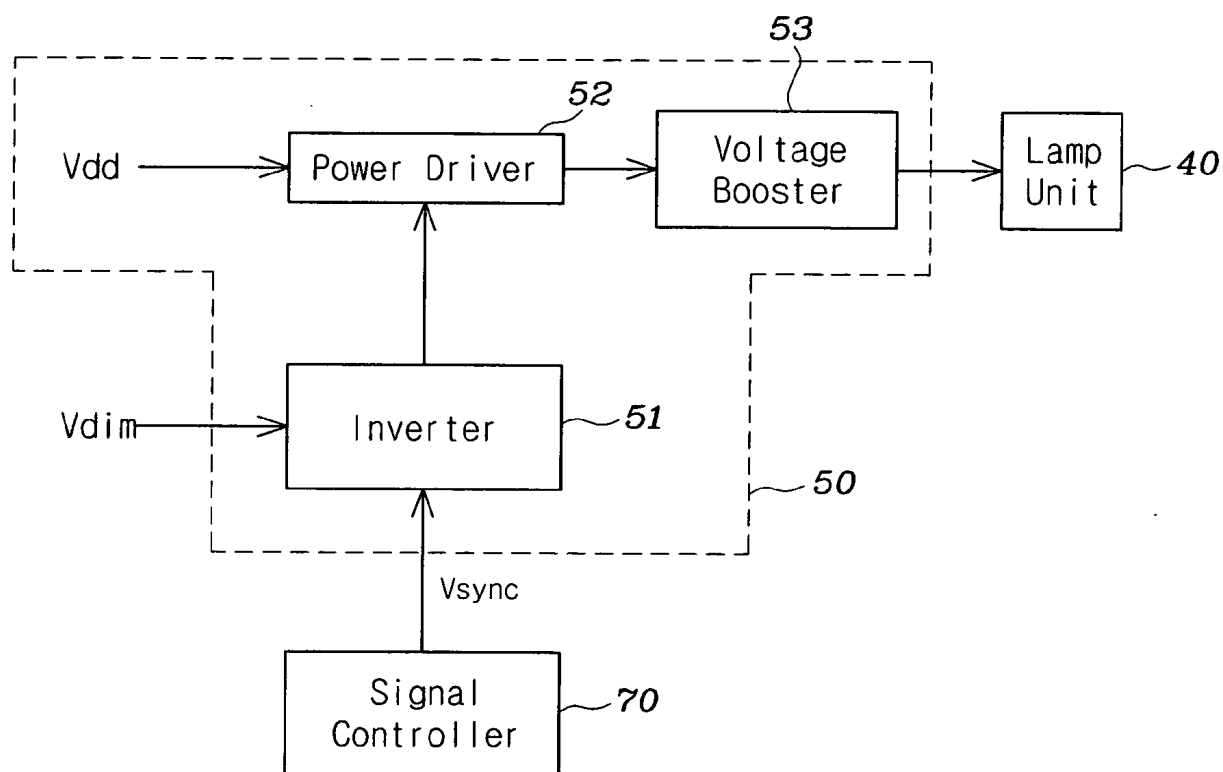 53
52
Vdd
Power Driver
Voltage
Booster
Lamp
Unit
40
Vdim
Inverter
51
50
Vsync
Signal
Controller
70